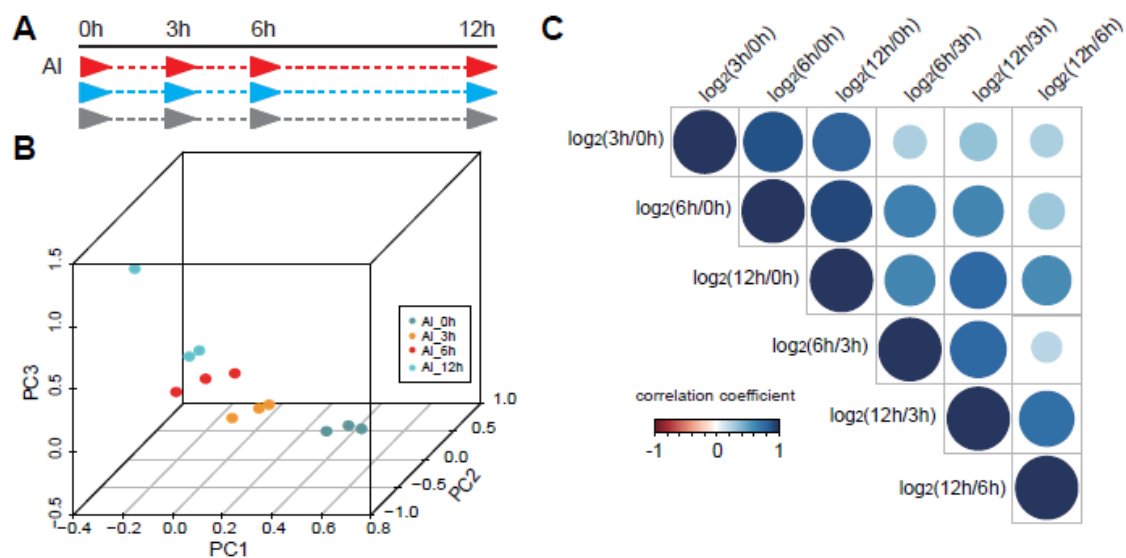 A
0h 3h 6h 12h
Al
B
1.5
1.0
0.5
0.0
-0.5
PC3
-0.4 -0.2 0.0 0.2 0.4 0.6 0.8
PC1
-1.0
-0.5
0.0
0.5
1.0
PC2
Al_0h
Al_3h
Al_6h
Al_12h
C
log2(3h/0h) log2(6h/0h) log2(12h/0h) log2(6h/3h) log2(12h/3h) log2(12h/6h)
log2(3h/0h)
log2(6h/0h)
log2(12h/0h)
log2(6h/3h)
log2(12h/3h)
log2(12h/6h)
correlation coefficient
-1 0 1